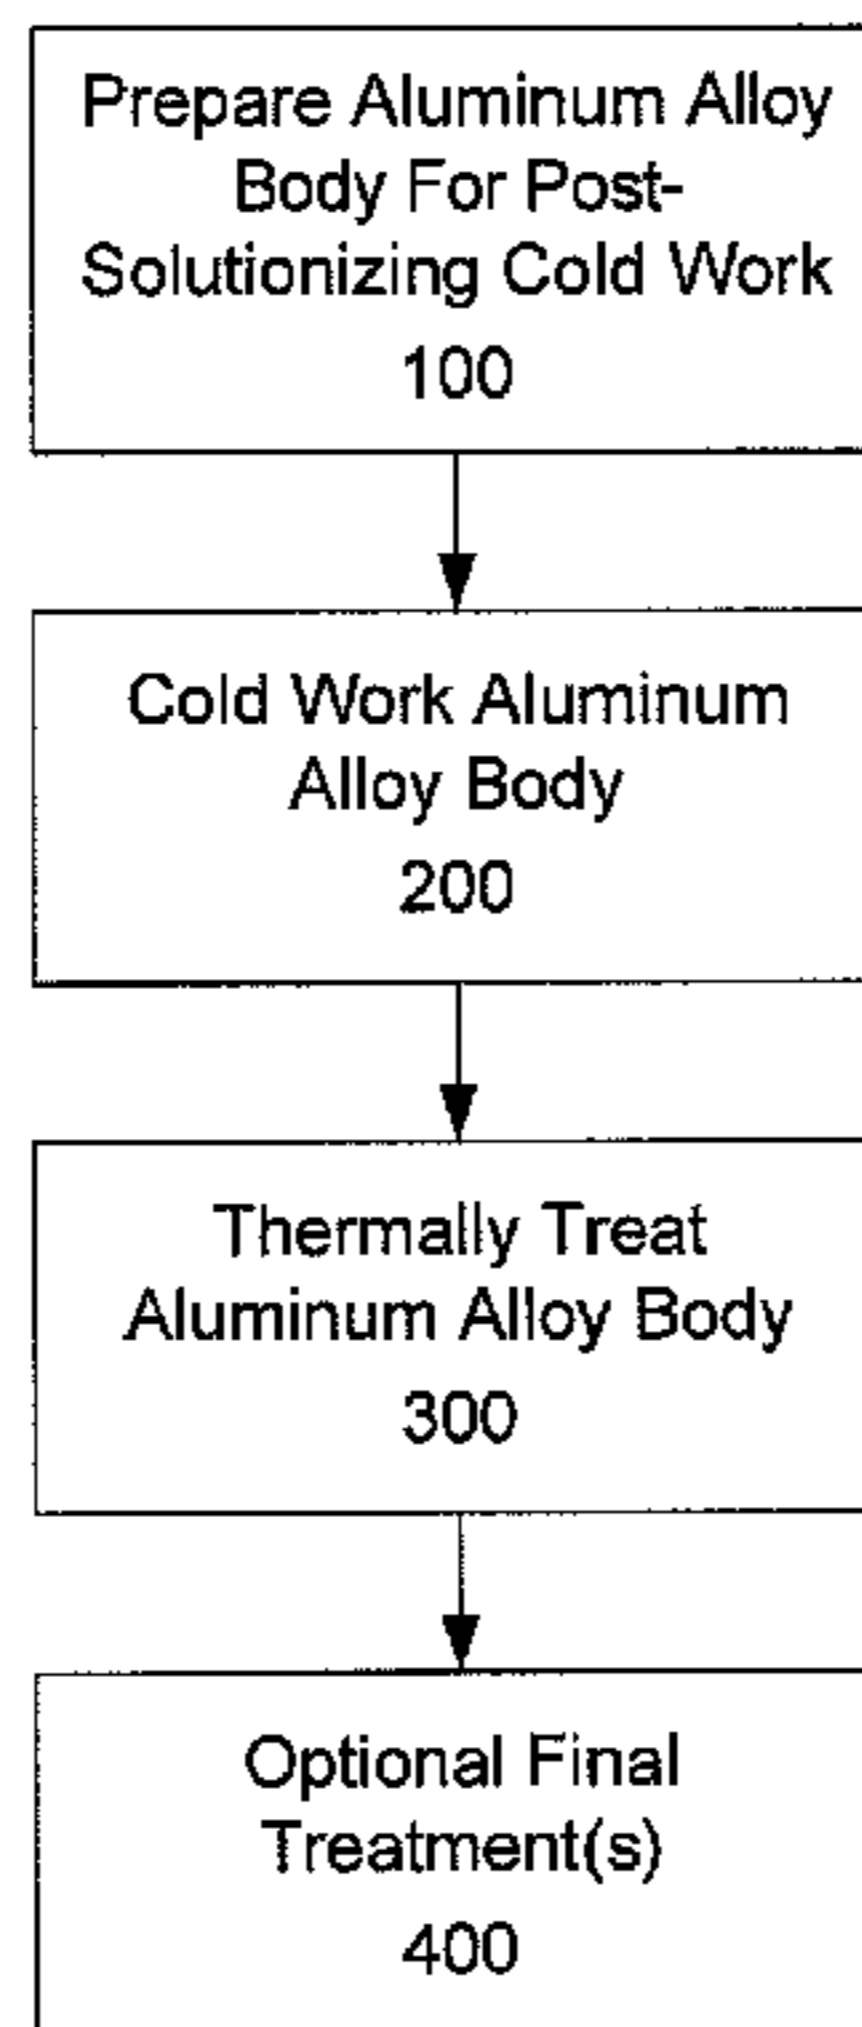 Prepare Aluminum Alloy
Body For Post-
Solutionizing Cold Work
100
Cold Work Aluminum
Alloy Body
200
Thermally Treat
Aluminum Alloy Body
300
Optional Final
Treatment(s)
400